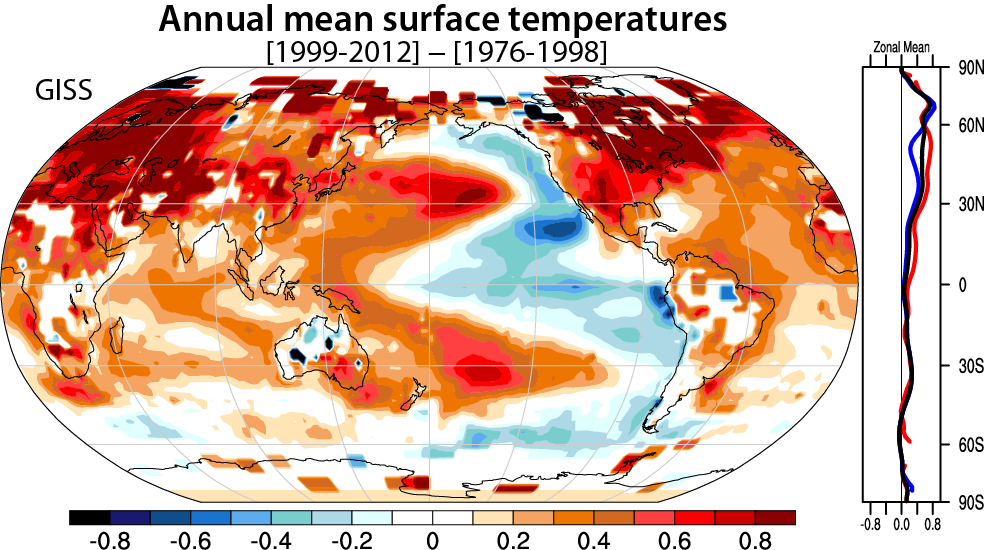 Annual mean surface temperatures
[1999-2012] – [1976-1998]
GISS
Zonal Mean
90N
60N
30N
0
30S
60S
90S
-0.8 0.0 0.8
-0.8 -0.6 -0.4 -0.2 0 0.2 0.4 0.6 0.8